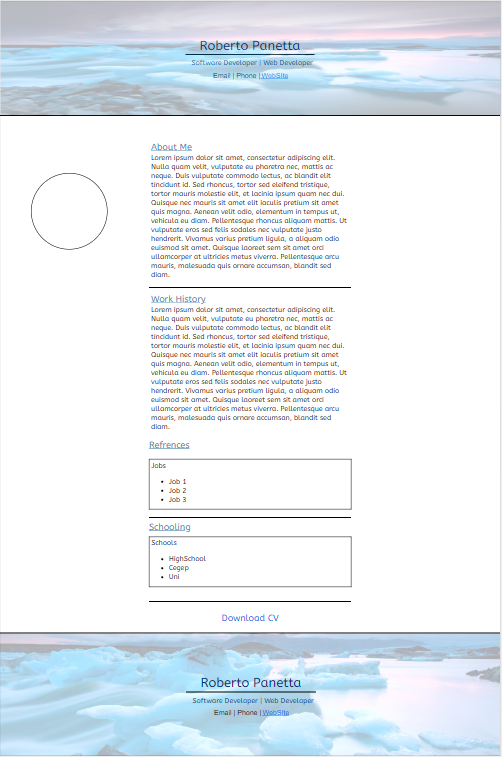 Roberto Panetta
Software Developer | Web Developer
Email | Phone | WebSite
About Me
Lorem ipsum dolor sit amet, consectetur adipiscing elit.
Nulla quam velit, vulputate eu pharetra nec, mattis ac
neque. Duis vulputate commodo lectus, ac blandit elit
tincidunt id. Sed rhoncus, tortor sed eleifend tristique,
tortor mauris molestie elit, et lacinia ipsum quam nec dui.
Quisque nec mauris sit amet elit iaculis pretium sit amet
quis magna. Aenean velit odio, elementum in tempus ut,
vehicula eu diam. Pellentesque rhoncus aliquam mattis. Ut
vulputate eros sed felis sodales nec vulputate justo
hendrerit. Vivamus varius pretium ligula, a aliquam odio
euismod sit amet. Quisque laoreet sem sit amet orci
ullamcorper at ultricies metus viverra. Pellentesque arcu
mauris, malesuada quis ornare accumsan, blandit sed
diam.
Work History
Lorem ipsum dolor sit amet, consectetur adipiscing elit.
Nulla quam velit, vulputate eu pharetra nec, mattis ac
neque. Duis vulputate commodo lectus, ac blandit elit
tincidunt id. Sed rhoncus, tortor sed eleifend tristique,
tortor mauris molestie elit, et lacinia ipsum quam nec dui.
Quisque nec mauris sit amet elit iaculis pretium sit amet
quis magna. Aenean velit odio, elementum in tempus ut,
vehicula eu diam. Pellentesque rhoncus aliquam mattis. Ut
vulputate eros sed felis sodales nec vulputate justo
hendrerit. Vivamus varius pretium ligula, a aliquam odio
euismod sit amet. Quisque laoreet sem sit amet orci
ullamcorper at ultricies metus viverra. Pellentesque arcu
mauris, malesuada quis ornare accumsan, blandit sed
diam.
Refrences
Jobs
• Job 1
• Job 2
• Job 3
Schooling
Schools
• HighSchool
• Cegep
• Uni
Download CV
Roberto Panetta
Software Developer | Web Developer
Email | Phone | WebSite